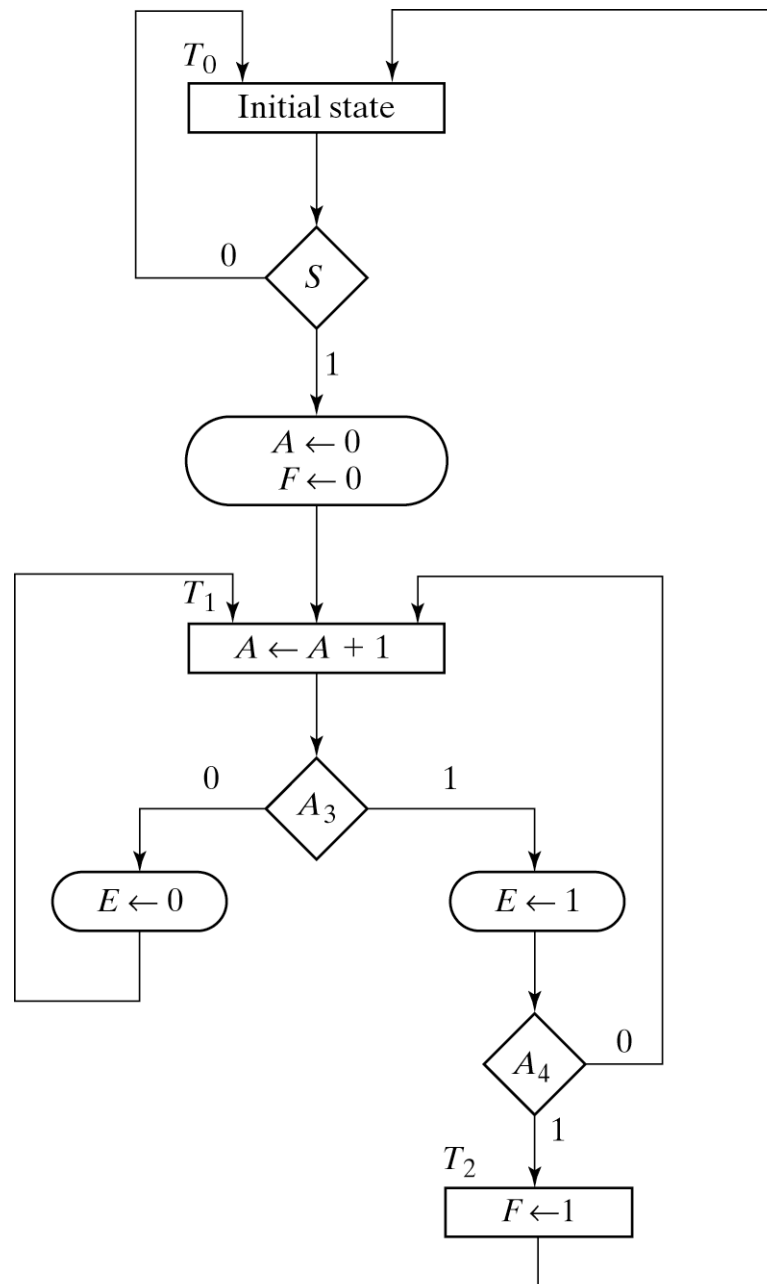 T0
Initial state
0
S
1
A ← 0
F ← 0
T1
A ← A + 1
0
A3
1
E ← 0
E ← 1
A4
0
1
T2
F ←1